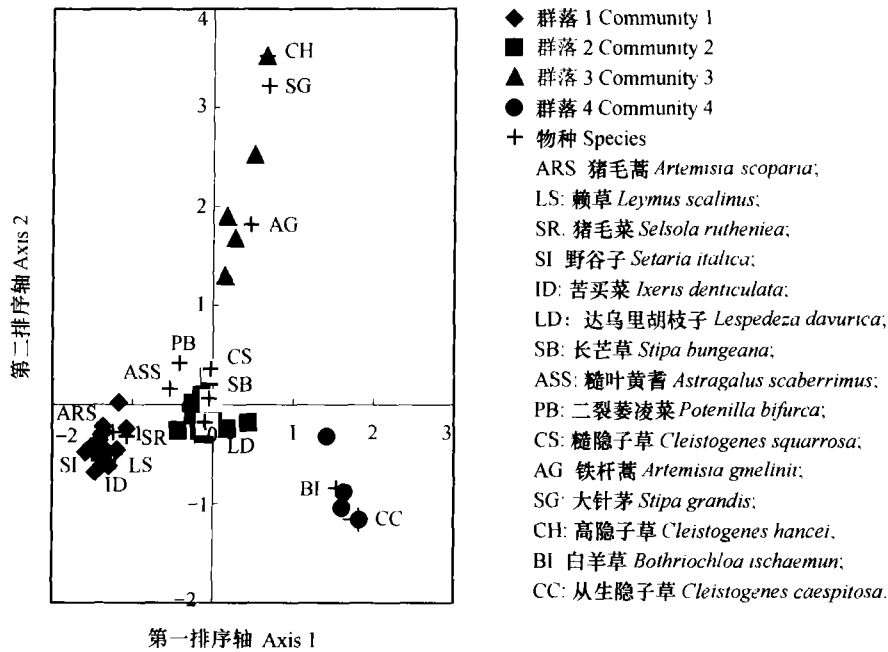 4
3
2
1
-2
-1
0
1
2
3
-1
-2
CH
SG
AG
PB
CS
ASS
SB
ARS
SR
LD
SI
LS
ID
BI
CC
第二排序轴 Axis 2
第一排序轴 Axis 1
群落 1 Community 1
群落 2 Community 2
群落 3 Community 3
群落 4 Community 4
物种 Species
ARS 猪毛蒿 Artemisia scoparia;
LS: 赖草 Leymus scalinus;
SR. 猪毛菜 Selsola rutheniea;
SI 野谷子 Setaria italica;
ID: 苦买菜 Ixeris denticulata;
LD: 达乌里胡枝子 Lespedeza davurica;
SB: 长芒草 Stipa bungeana;
ASS: 糙叶黄耆 Astragalus scaberrimus;
PB: 二裂萎凌菜 Potenilla bifurca;
CS: 糙隐子草 Cleistogenes squarrosa;
AG 铁杆蒿 Artemisia gmelinii;
SG· 大针茅 Stipa grandis;
CH: 高隐子草 Cleistogenes hancei,
BI 白羊草 Bothriochloa ischaemun;
CC: 从生隐子草 Cleistogenes caespitosa.